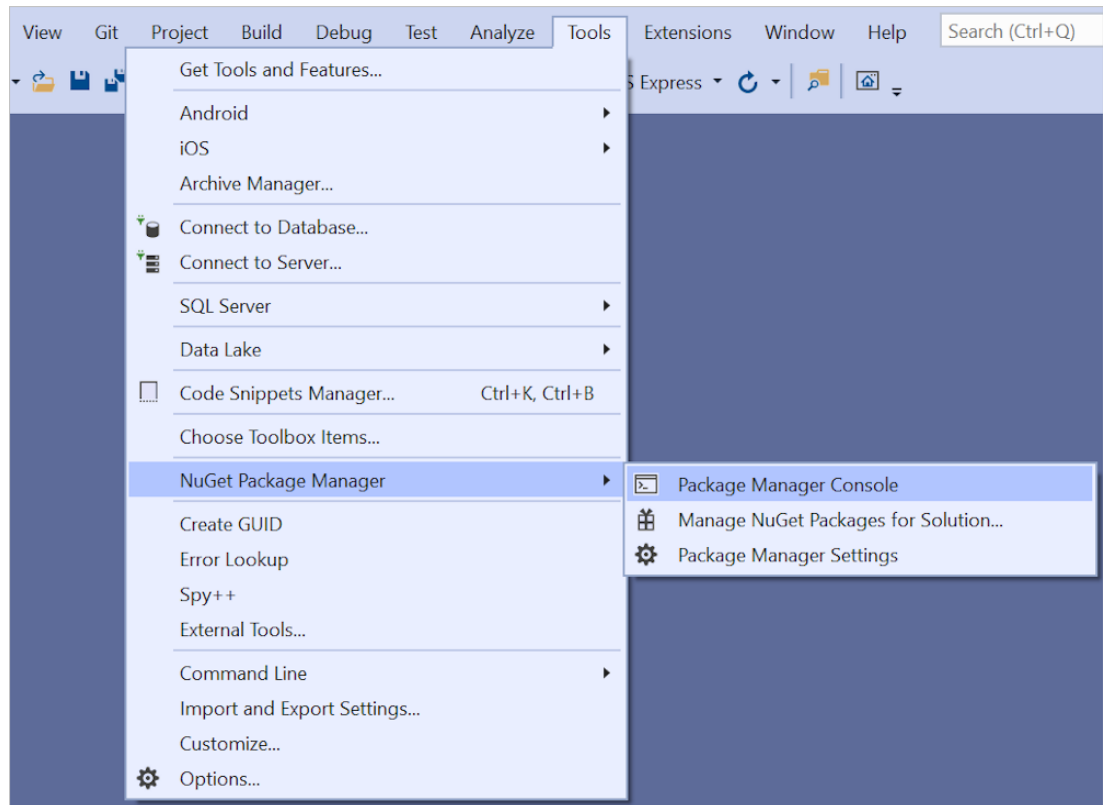 View Git Project Build Debug Test Analyze Tools Extensions Window Help Search (Ctrl+Q)
Get Tools and Features...
Express
Android
iOS
Archive Manager...
Connect to Database...
Connect to Server...
SQL Server
Data Lake
Code Snippets Manager... Ctrl+K, Ctrl+B
Choose Toolbox Items...
NuGet Package Manager
Package Manager Console
Manage NuGet Packages for Solution...
Package Manager Settings
Create GUID
Error Lookup
Spy++
External Tools...
Command Line
Import and Export Settings...
Customize...
Options...